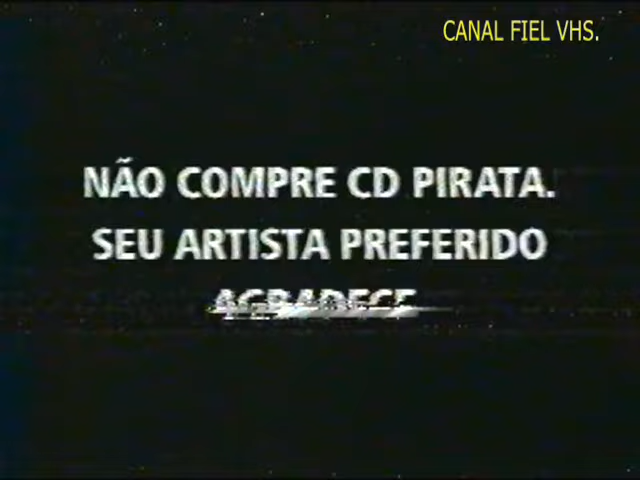 CANAL FIEL VHS.
NÃO COMPRE CD PIRATA.
SEU ARTISTA PREFERIDO
AGRADECE